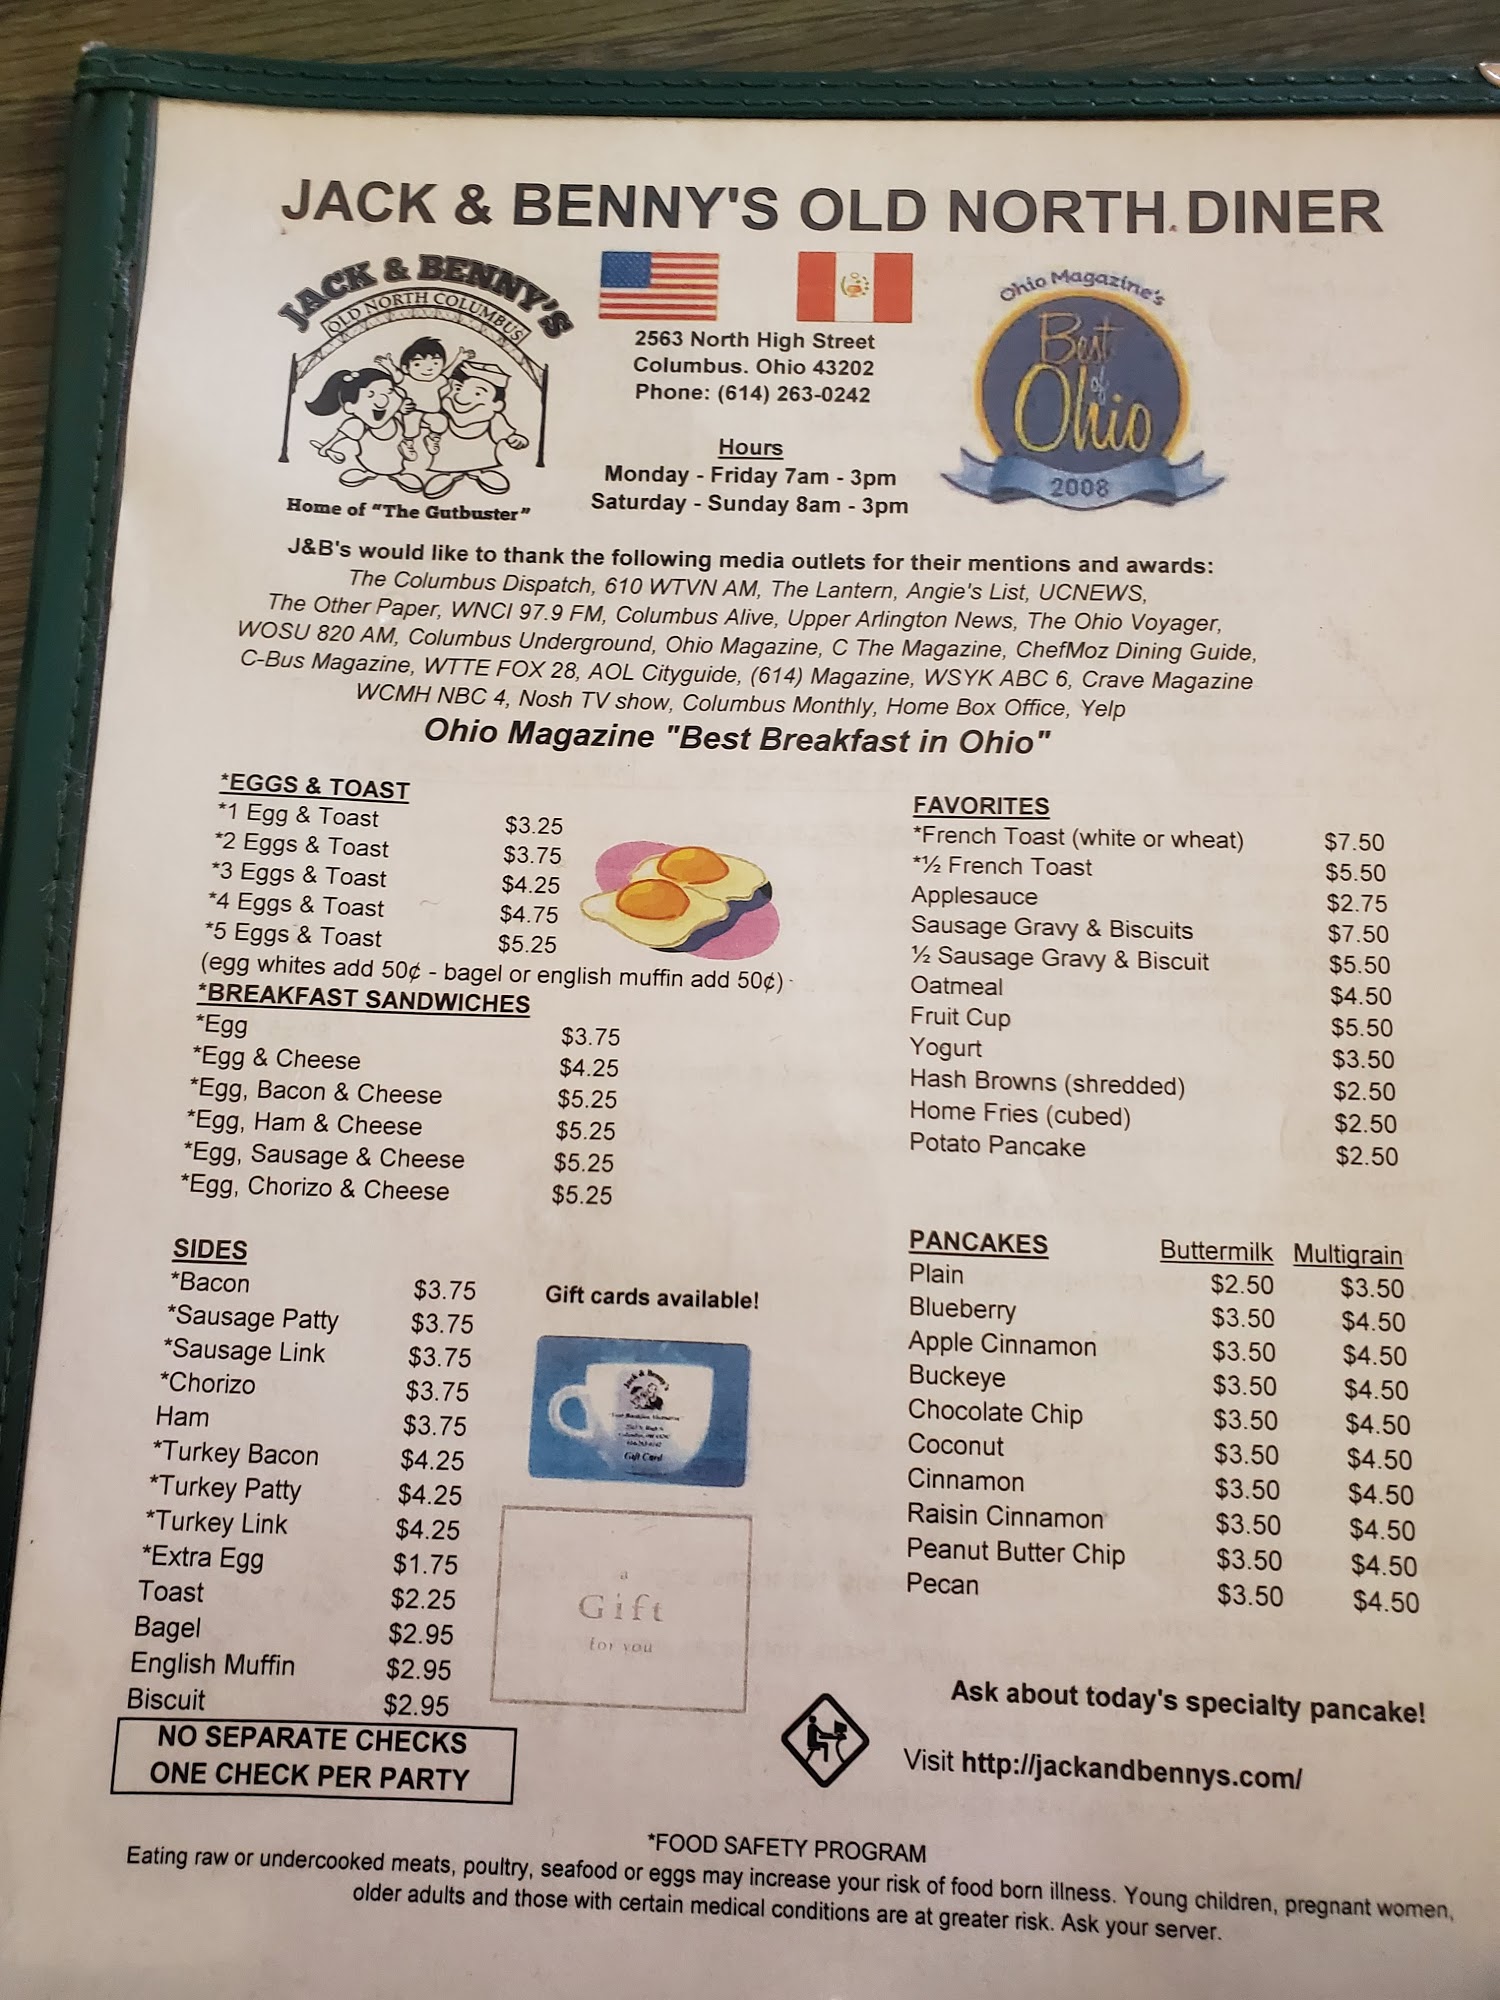 JACK & BENNY'S OLD NORTH DINER
JACK & BENNY'S
OLD NORTH COLUMBUS
Home of "The Gutbuster"
2563 North High Street
Columbus. Ohio 43202
Phone: (614) 263-0242
Hours
Monday - Friday 7am - 3pm
Saturday - Sunday 8am - 3pm
Ohio Magazine's
Best
of
Ohio
2008
J&B's would like to thank the following media outlets for their mentions and awards:
The Columbus Dispatch, 610 WTVN AM, The Lantern, Angie's List, UCNEWS,
The Other Paper, WNCI 97.9 FM, Columbus Alive, Upper Arlington News, The Ohio Voyager,
WOSU 820 AM, Columbus Underground, Ohio Magazine, C The Magazine, ChefMoz Dining Guide,
C-Bus Magazine, WTTE FOX 28, AOL Cityguide, (614) Magazine, WSYK ABC 6, Crave Magazine
WCMH NBC 4, Nosh TV show, Columbus Monthly, Home Box Office, Yelp
Ohio Magazine "Best Breakfast in Ohio"
*EGGS & TOAST
*1 Egg & Toast $3.25
*2 Eggs & Toast $3.75
*3 Eggs & Toast $4.25
*4 Eggs & Toast $4.75
*5 Eggs & Toast $5.25
(egg whites add 50¢ - bagel or english muffin add 50¢)
*BREAKFAST SANDWICHES
*Egg $3.75
*Egg & Cheese $4.25
*Egg, Bacon & Cheese $5.25
*Egg, Ham & Cheese $5.25
*Egg, Sausage & Cheese $5.25
*Egg, Chorizo & Cheese $5.25
FAVORITES
*French Toast (white or wheat) $7.50
*½ French Toast $5.50
Applesauce $2.75
Sausage Gravy & Biscuits $7.50
½ Sausage Gravy & Biscuit $5.50
Oatmeal $4.50
Fruit Cup $5.50
Yogurt $3.50
Hash Browns (shredded) $2.50
Home Fries (cubed) $2.50
Potato Pancake $2.50
SIDES
*Bacon $3.75
*Sausage Patty $3.75
*Sausage Link $3.75
*Chorizo $3.75
Ham $3.75
*Turkey Bacon $4.25
*Turkey Patty $4.25
*Turkey Link $4.25
*Extra Egg $1.75
Toast $2.25
Bagel $2.95
English Muffin $2.95
Biscuit $2.95
NO SEPARATE CHECKS
ONE CHECK PER PARTY
Gift cards available!
Jack & Benny's
Gift Card
a
Gift
for you
PANCAKES Buttermilk Multigrain
Plain $2.50 $3.50
Blueberry $3.50 $4.50
Apple Cinnamon $3.50 $4.50
Buckeye $3.50 $4.50
Chocolate Chip $3.50 $4.50
Coconut $3.50 $4.50
Cinnamon $3.50 $4.50
Raisin Cinnamon $3.50 $4.50
Peanut Butter Chip $3.50 $4.50
Pecan $3.50 $4.50
Ask about today's specialty pancake!
Visit http://jackandbennys.com/
*FOOD SAFETY PROGRAM
Eating raw or undercooked meats, poultry, seafood or eggs may increase your risk of food born illness. Young children, pregnant women,
older adults and those with certain medical conditions are at greater risk. Ask your server.